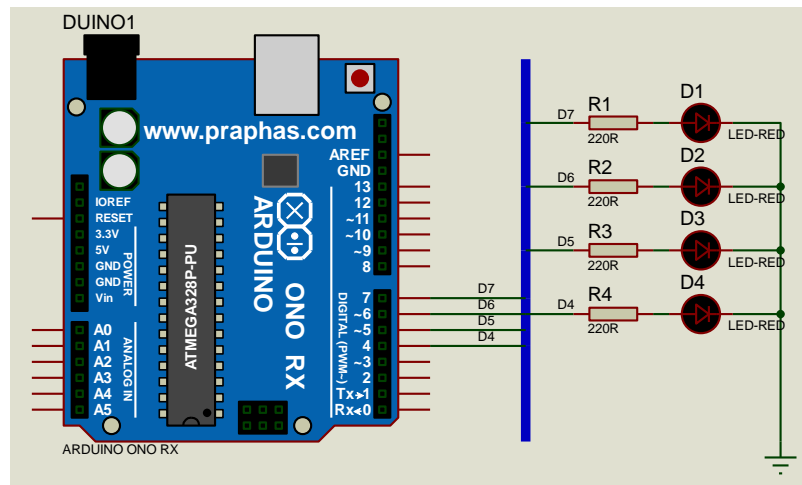 DUINO1
www.praphas.com
AREF
GND
13
12
~11
~10
~9
8
7
~6
~5
4
~3
2
Tx►1
Rx◄0
DIGITAL (PWM~)
IOREF
RESET
3.3V
5V
GND
GND
Vin
POWER
A0
A1
A2
A3
A4
A5
ANALOG IN
ATMEGA328P-PU
ARDUINO
ONO RX
ARDUINO ONO RX
D7
D6
D5
D4
D7
R1
220R
D1
LED-RED
D6
R2
220R
D2
LED-RED
D5
R3
220R
D3
LED-RED
D4
R4
220R
D4
LED-RED